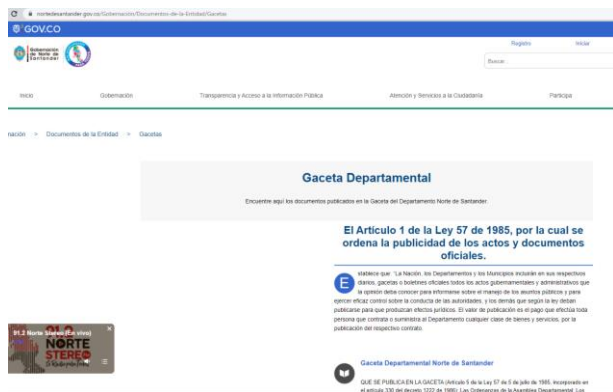 nortedesantander.gov.co/Gobernación/Documentos-de-la-Entidad/Gacetas
GOV.CO
Gobernación
de Norte de
Santander
Registro Iniciar
Buscar...
Inicio Gobernación Transparencia y Acceso a la Información Pública Atención y Servicios a la Ciudadanía Participa
nación > Documentos de la Entidad > Gacetas
Gaceta Departamental
Encuentre aquí los documentos publicados en la Gaceta del Departamento Norte de Santander.
El Artículo 1 de la Ley 57 de 1985, por la cual se
ordena la publicidad de los actos y documentos
oficiales.
Establece que: "La Nación, los Departamentos y los Municipios incluirán en sus respectivos
diarios, gacetas o boletines oficiales todos los actos gubernamentales y administrativos que
la opinión deba conocer para informarse sobre el manejo de los asuntos públicos y para
ejercer eficaz control sobre la conducta de las autoridades, y los demás que según la ley deban
publicarse para que produzcan efectos jurídicos. El valor de publicación es el pago que efectúa toda
persona que contrata o suministra al Departamento cualquier clase de bienes y servicios, por la
publicación del respectivo contrato.
91.2 Norte Stereo (En vivo)
91.2
NORTE
STEREO
Gaceta Departamental Norte de Santander
QUE SE PUBLICA EN LA GACETA (Artículo 5 de la Ley 57 de 5 de julio de 1985, incorporado en
el artículo 330 del decreto 1222 de 1986): Las Ordenanzas de la Asamblea Departamental. Los